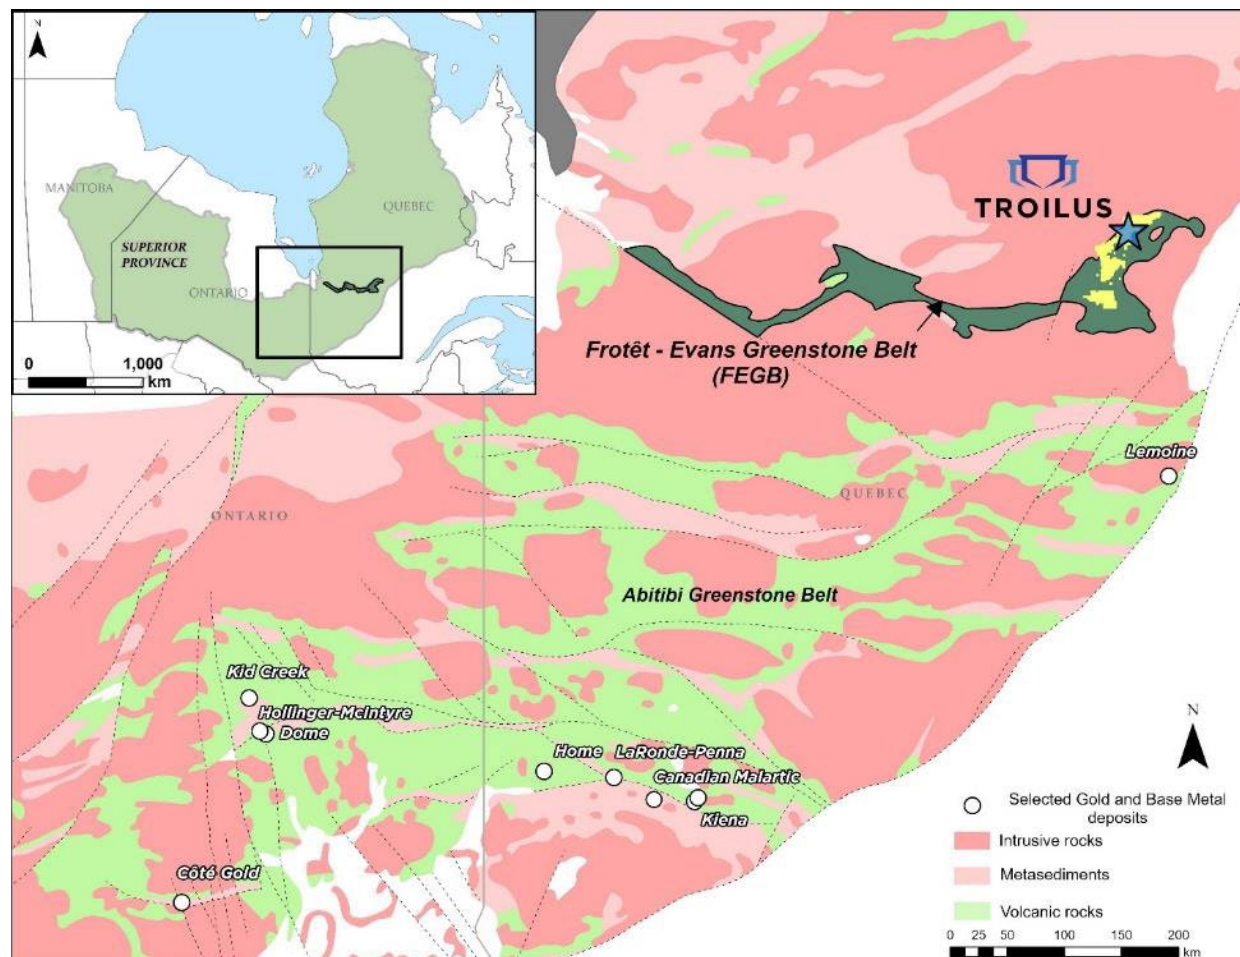 N
MANITOBA
QUEBEC
SUPERIOR
PROVINCE
ONTARIO
0 1,000
km
TROILUS
Frotêt - Evans Greenstone Belt
(FEGB)
Lemoine
QUEBEC
ONTARIO
Abitibi Greenstone Belt
Kid Creek
Hollinger-McIntyre
Dome
Home
LaRonde-Penna
Canadian Malartic
Kiena
Côté Gold
N
Selected Gold and Base Metal
deposits
Intrusive rocks
Metasediments
Volcanic rocks
0 25 50 100 150 200
km